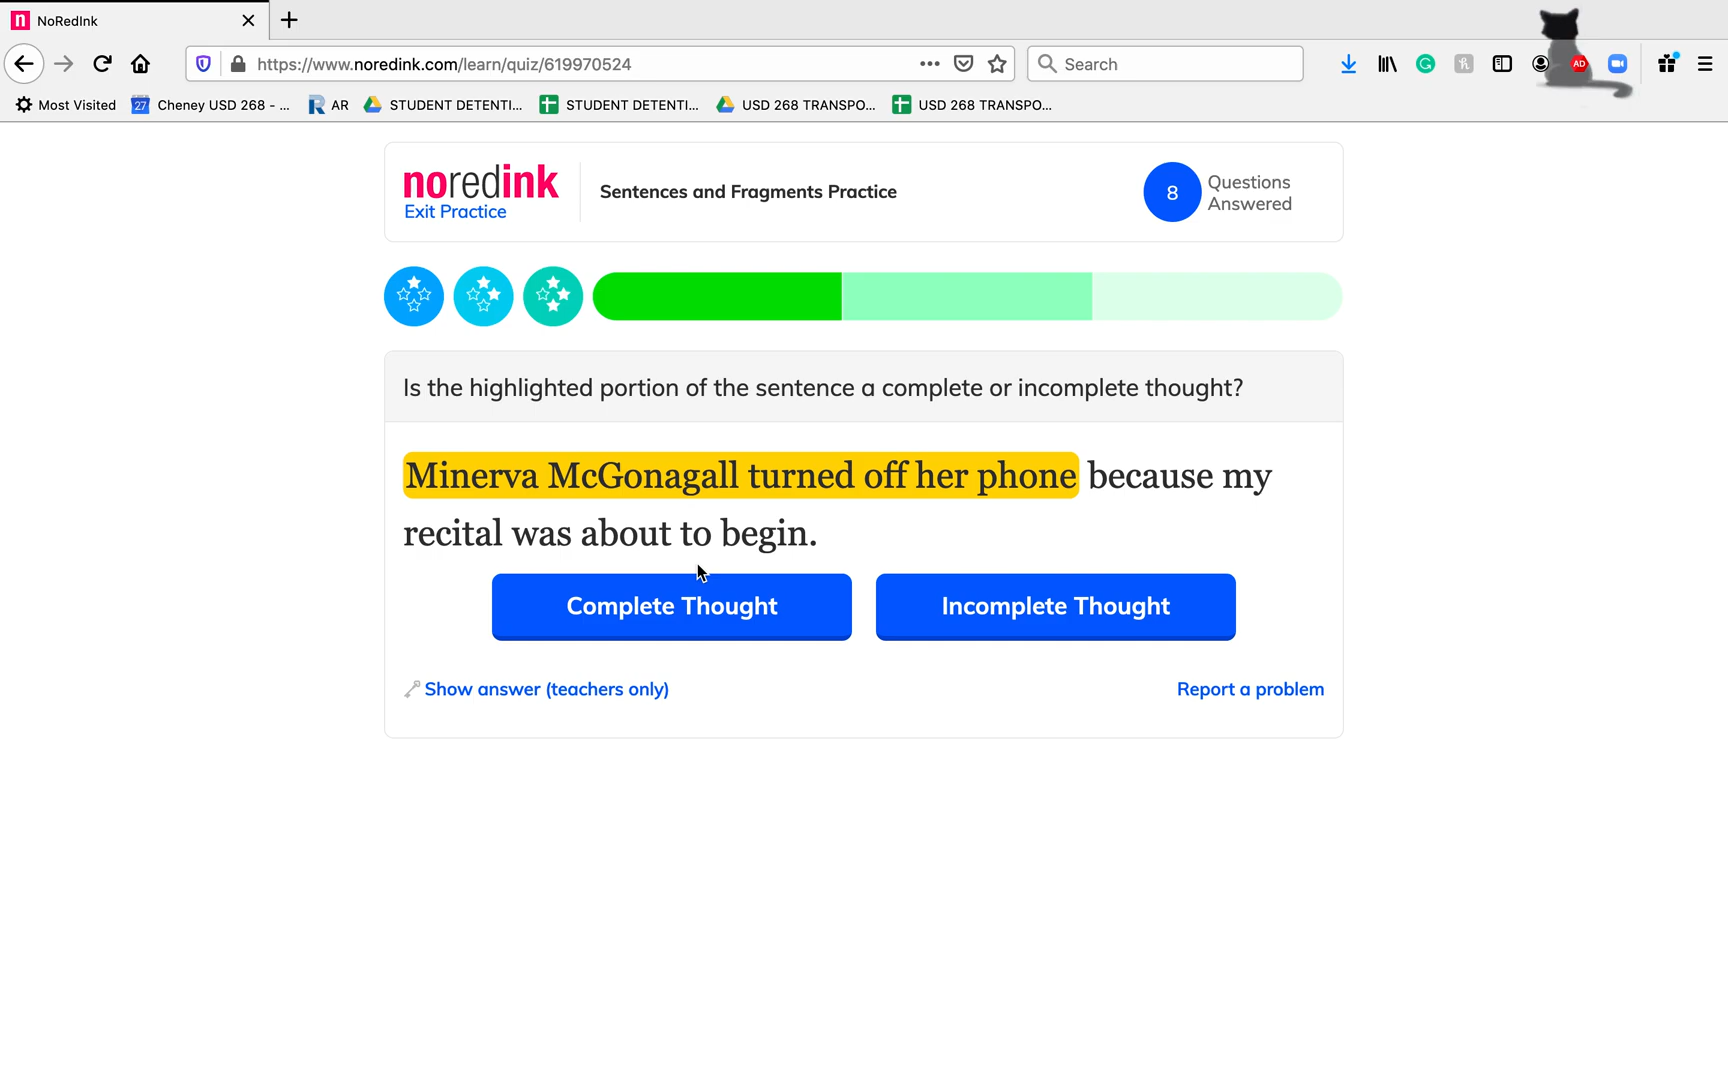 NoRedInk
https://www.noredink.com/learn/quiz/619970524
Search
Most Visited
27 Cheney USD 268 - ...
AR
STUDENT DETENTI...
STUDENT DETENTI...
USD 268 TRANSPO...
USD 268 TRANSPO...
noredink
Exit Practice
Sentences and Fragments Practice
8
Questions
Answered
Is the highlighted portion of the sentence a complete or incomplete thought?
Minerva McGonagall turned off her phone because my
recital was about to begin.
Complete Thought
Incomplete Thought
Show answer (teachers only)
Report a problem